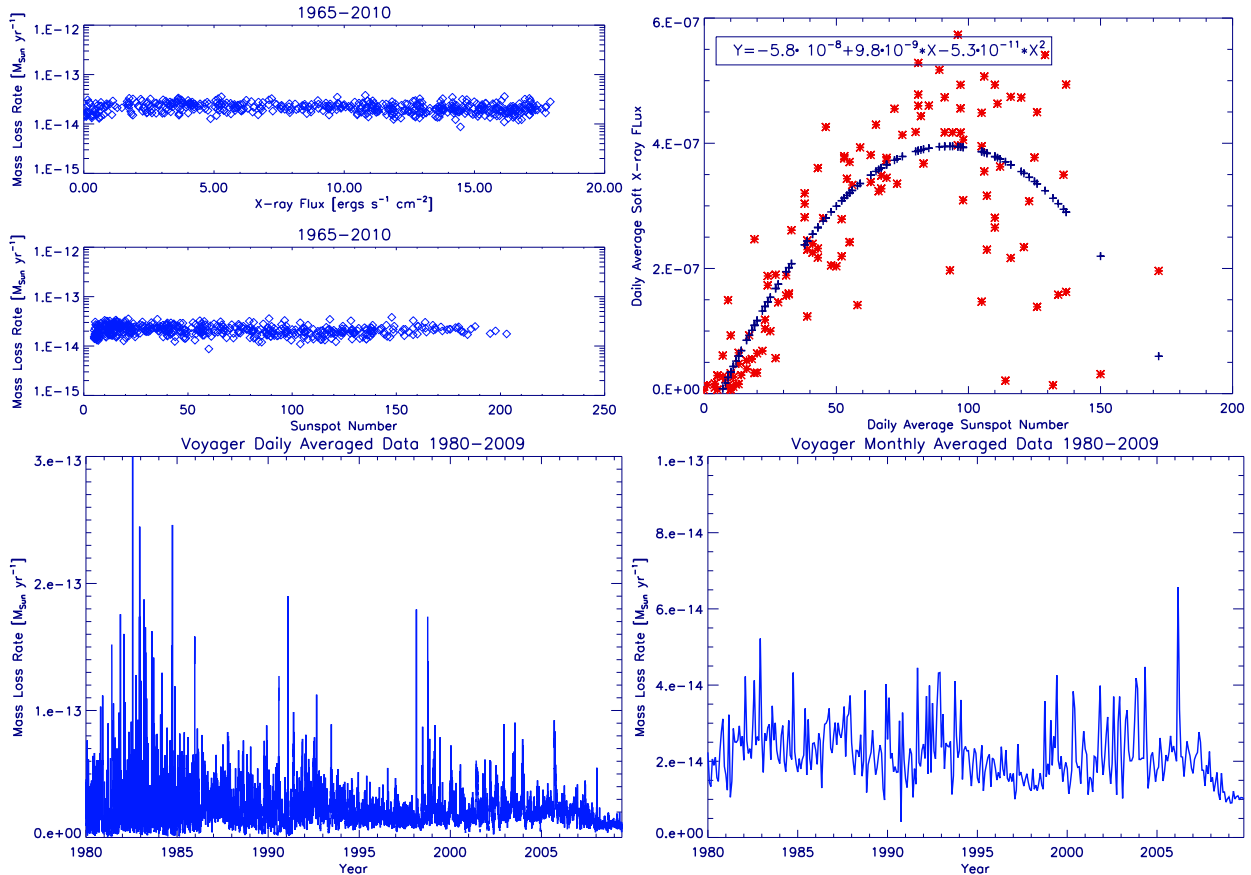 1965−2010
Mass Loss Rate [M_Sun yr⁻¹]
1.E−12
1.E−13
1.E−14
1.E−15
0.00 5.00 10.00 15.00 20.00
X−ray Flux [ergs s⁻¹ cm⁻²]
1965−2010
Mass Loss Rate [M_Sun yr⁻¹]
1.E−12
1.E−13
1.E−14
1.E−15
0 50 100 150 200 250
Sunspot Number
Y=−5.8• 10⁻⁸+9.8•10⁻⁹*X−5.3•10⁻¹¹*X²
Daily Average Soft X−ray FLux
6.E−07
4.E−07
2.E−07
0.E+00
0 50 100 150 200
Daily Average Sunspot Number
Voyager Daily Averaged Data 1980−2009
Mass Loss Rate [M_Sun yr⁻¹]
3.e−13
2.e−13
1.e−13
0.e+00
1980 1985 1990 1995 2000 2005
Year
Voyager Monthly Averaged Data 1980−2009
Mass Loss Rate [M_Sun yr⁻¹]
1.e−13
8.e−14
6.e−14
4.e−14
2.e−14
0.e+00
1980 1985 1990 1995 2000 2005
Year